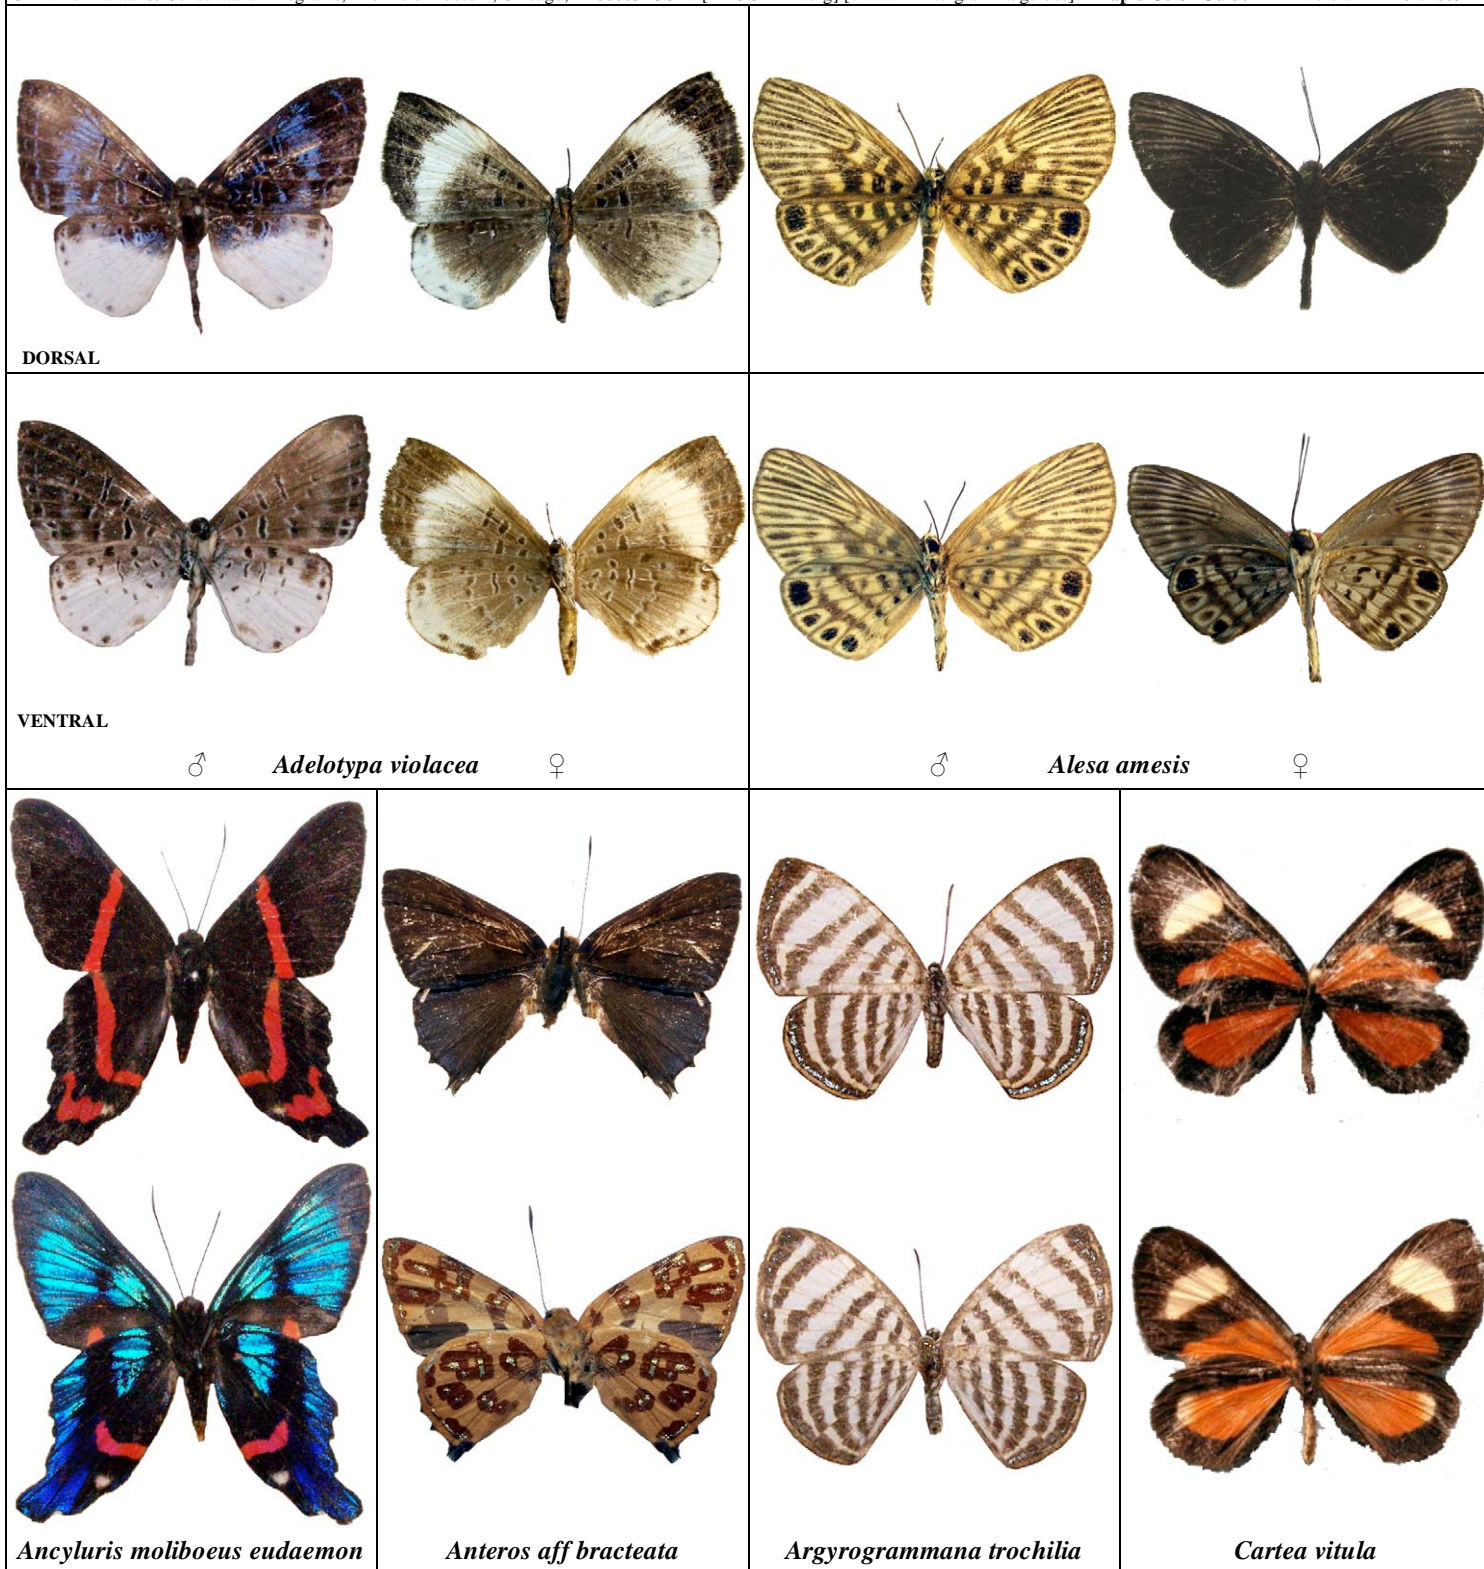 DORSAL
VENTRAL
♂ Adelotypa violacea ♀
♂ Alesa amesis ♀
Ancyluris moliboeus eudaemon
Anteros aff bracteata
Argyrogrammana trochilia
Cartea vitula